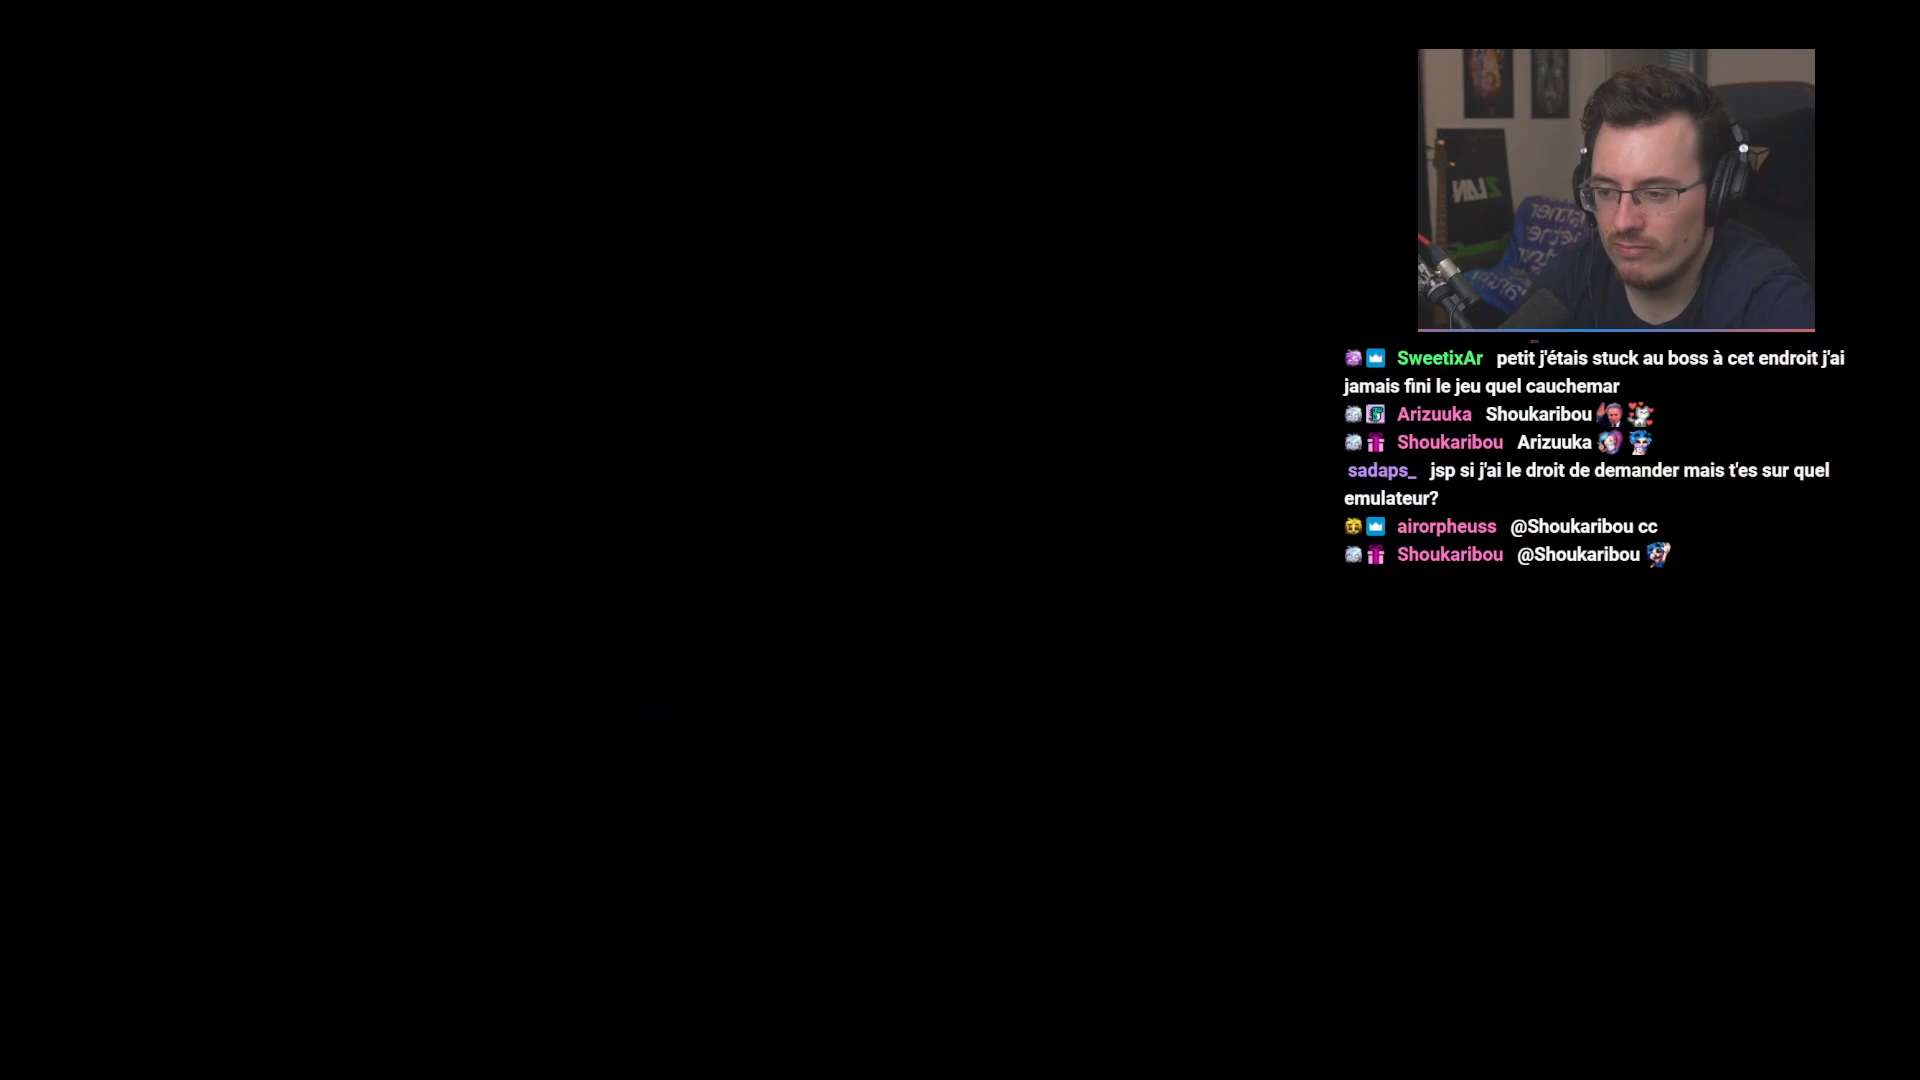 ZLAN
SweetixAr petit j'étais stuck au boss à cet endroit j'ai
jamais fini le jeu quel cauchemar
Arizuuka Shoukaribou
Shoukaribou Arizuuka
sadaps_ jsp si j'ai le droit de demander mais t'es sur quel
emulateur?
airorpheuss @Shoukaribou cc
Shoukaribou @Shoukaribou